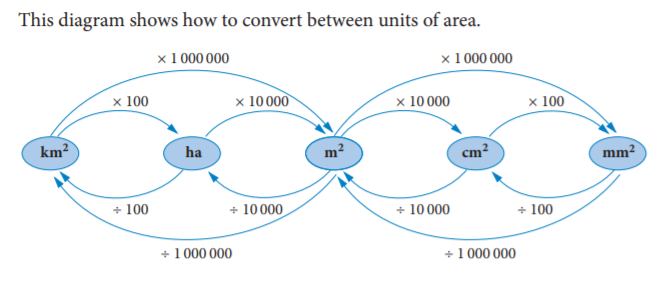 This diagram shows how to convert between units of area.
× 1 000 000 × 1 000 000
× 100 × 10 000 × 10 000 × 100
km² ha m² cm² mm²
÷ 100 ÷ 10 000 ÷ 10 000 ÷ 100
÷ 1 000 000 ÷ 1 000 000